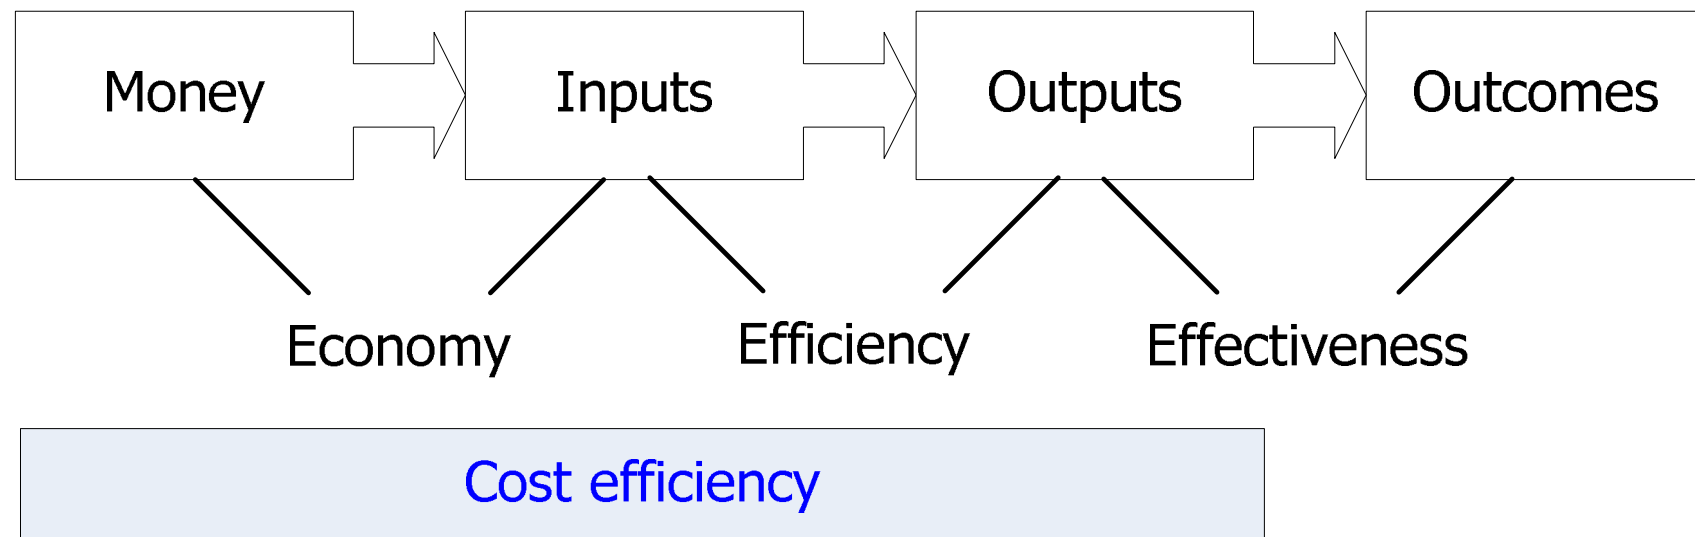 Money Inputs Outputs Outcomes
Economy Efficiency Effectiveness
Cost efficiency